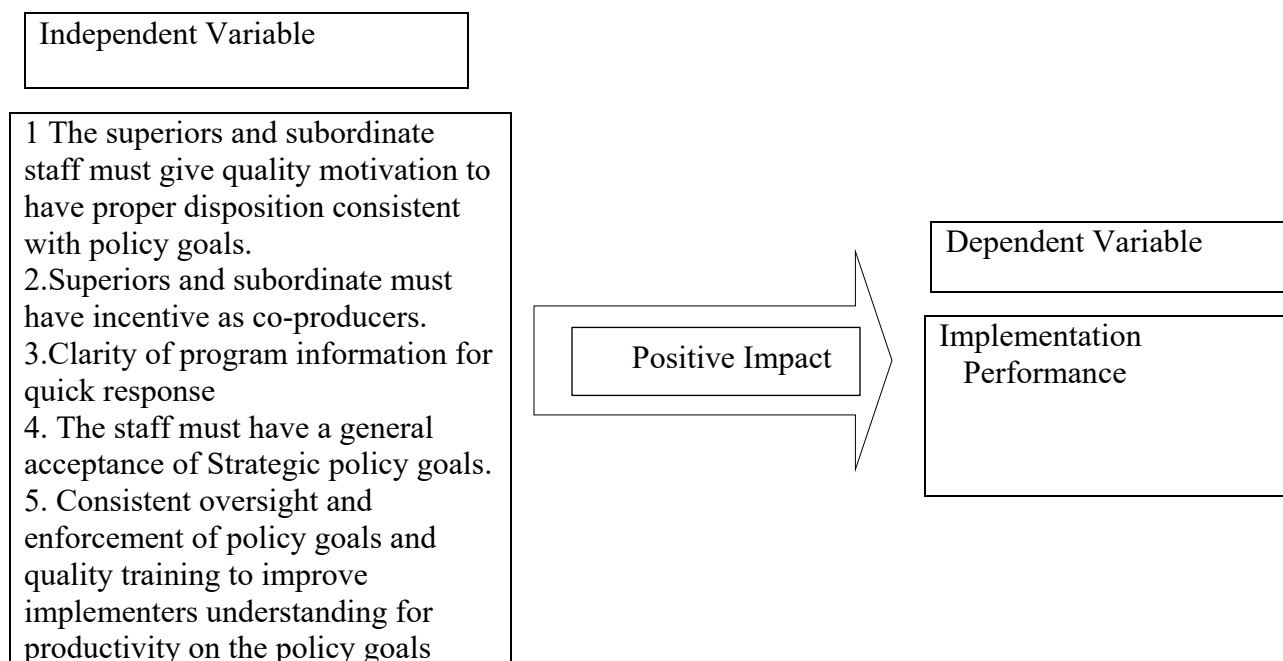 Independent Variable
1 The superiors and subordinate
staff must give quality motivation to
have proper disposition consistent
with policy goals.
2.Superiors and subordinate must
have incentive as co-producers.
3.Clarity of program information for
quick response
4. The staff must have a general
acceptance of Strategic policy goals.
5. Consistent oversight and
enforcement of policy goals and
quality training to improve
implementers understanding for
productivity on the policy goals
Positive Impact
Dependent Variable
Implementation
Performance